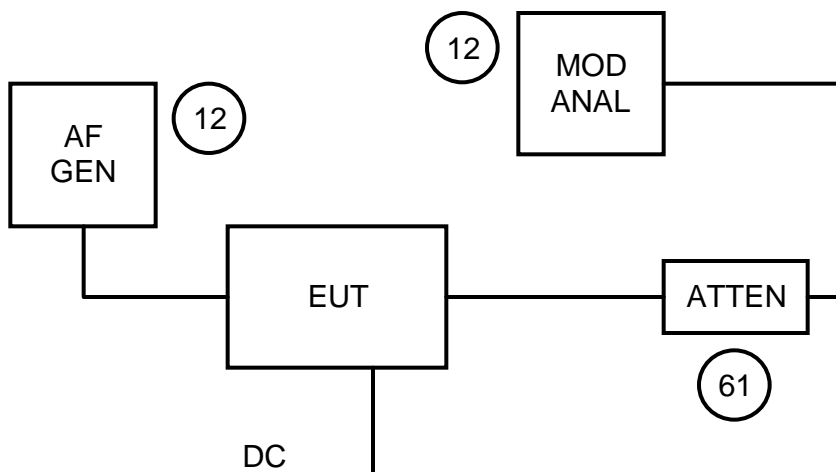 12
MOD
ANAL
12
AF
GEN
EUT
ATTEN
61
DC